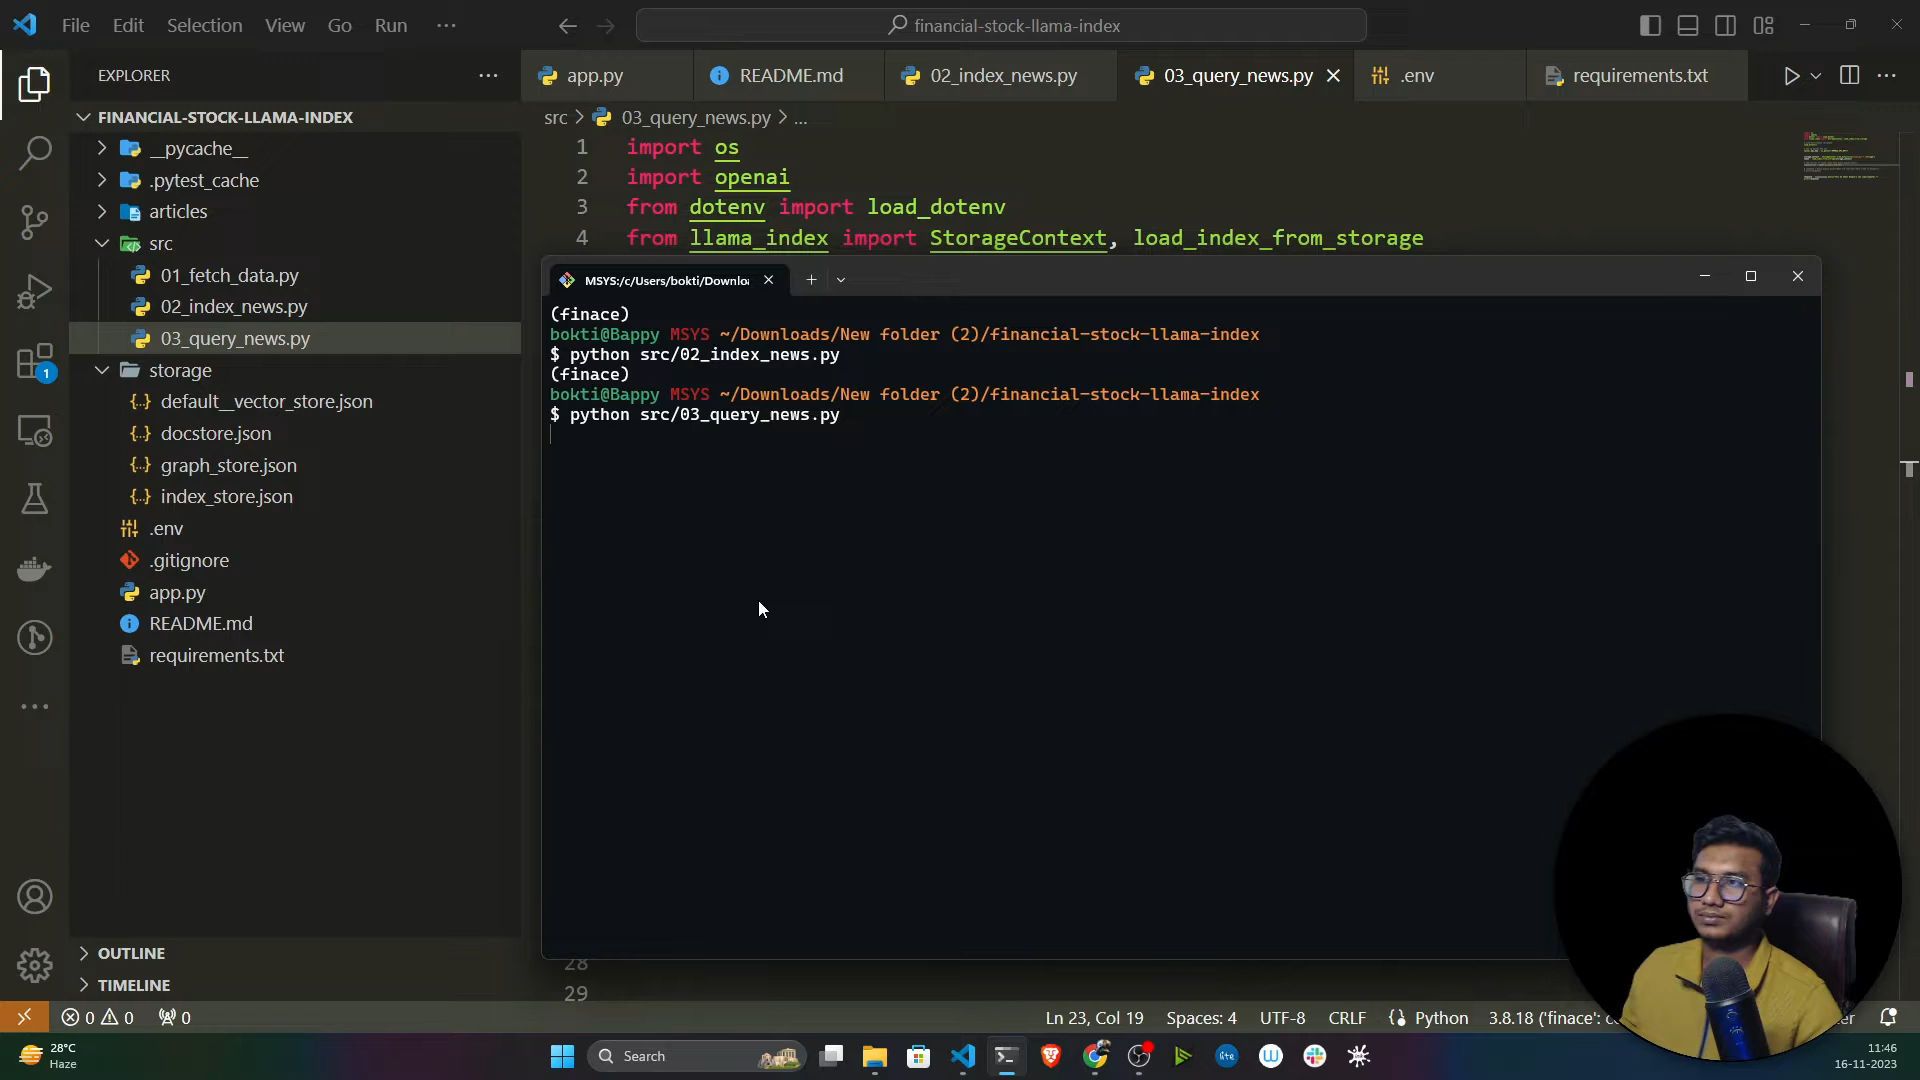 File Edit Selection View Go Run ···
financial-stock-llama-index
EXPLORER
FINANCIAL-STOCK-LLAMA-INDEX
__pycache__
.pytest_cache
articles
src
01_fetch_data.py
02_index_news.py
03_query_news.py
storage
default__vector_store.json
docstore.json
graph_store.json
index_store.json
.env
.gitignore
app.py
README.md
requirements.txt
OUTLINE
TIMELINE
1
app.py README.md 02_index_news.py 03_query_news.py .env requirements.txt
src > 03_query_news.py > ...
1 import os
2 import openai
3 from dotenv import load_dotenv
4 from llama_index import StorageContext, load_index_from_storage
MSYS:/c/Users/bokti/Downloa
(finace)
bokti@Bappy MSYS ~/Downloads/New folder (2)/financial-stock-llama-index
$ python src/02_index_news.py
(finace)
bokti@Bappy MSYS ~/Downloads/New folder (2)/financial-stock-llama-index
$ python src/03_query_news.py
28
29
0 0 0
Ln 23, Col 19 Spaces: 4 UTF-8 CRLF Python 3.8.18 ('finace':
28°C
Haze
Search
lite
11:46
16-11-2023